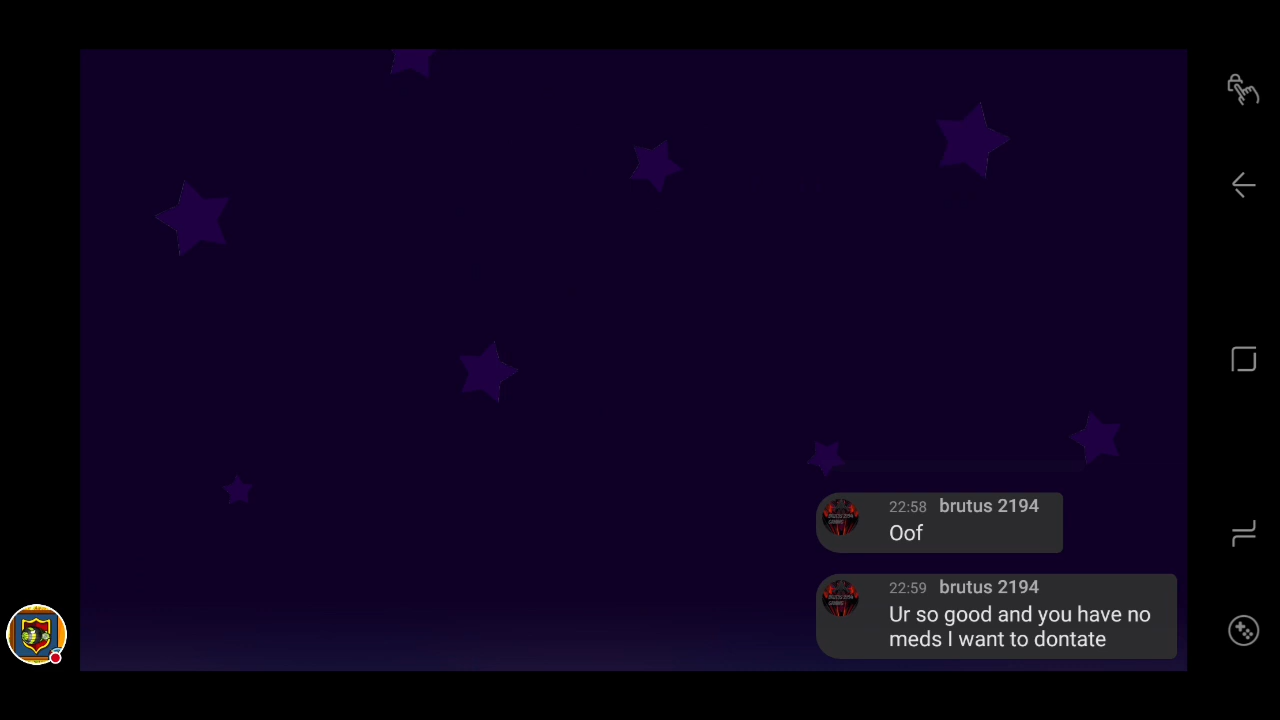 22:58 brutus 2194
Oof
22:59 brutus 2194
Ur so good and you have no
meds I want to dontate